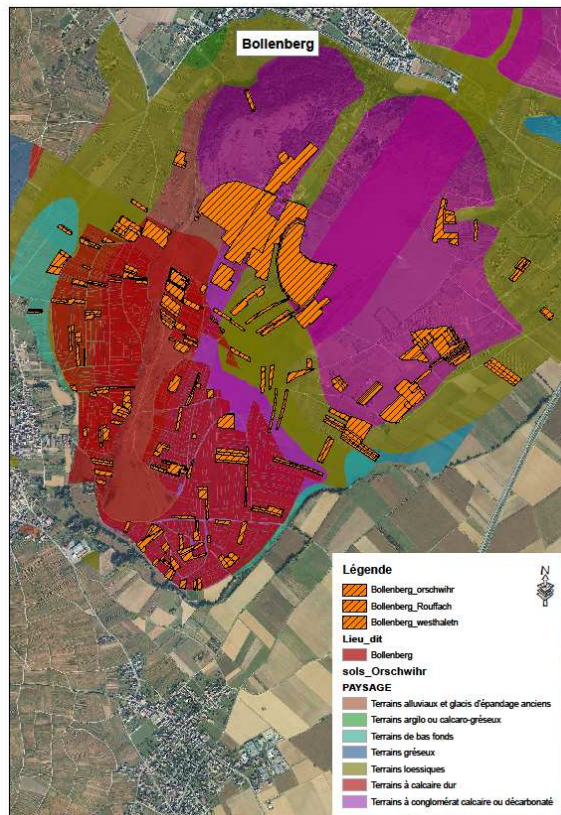 Bollenberg
Légende
N
Bollenberg_orschwihr
Bollenberg_Rouffach
Bollenberg_westhaletn
Lieu_dit
Bollenberg
sols_Orschwihr
PAYSAGE
Terrains alluviaux et glacis d'épandage anciens
Terrains argilo ou calcaro-gréseux
Terrains de bas fonds
Terrains gréseux
Terrains loessiques
Terrains à calcaire dur
Terrains à conglomérat calcaire ou décarbonaté